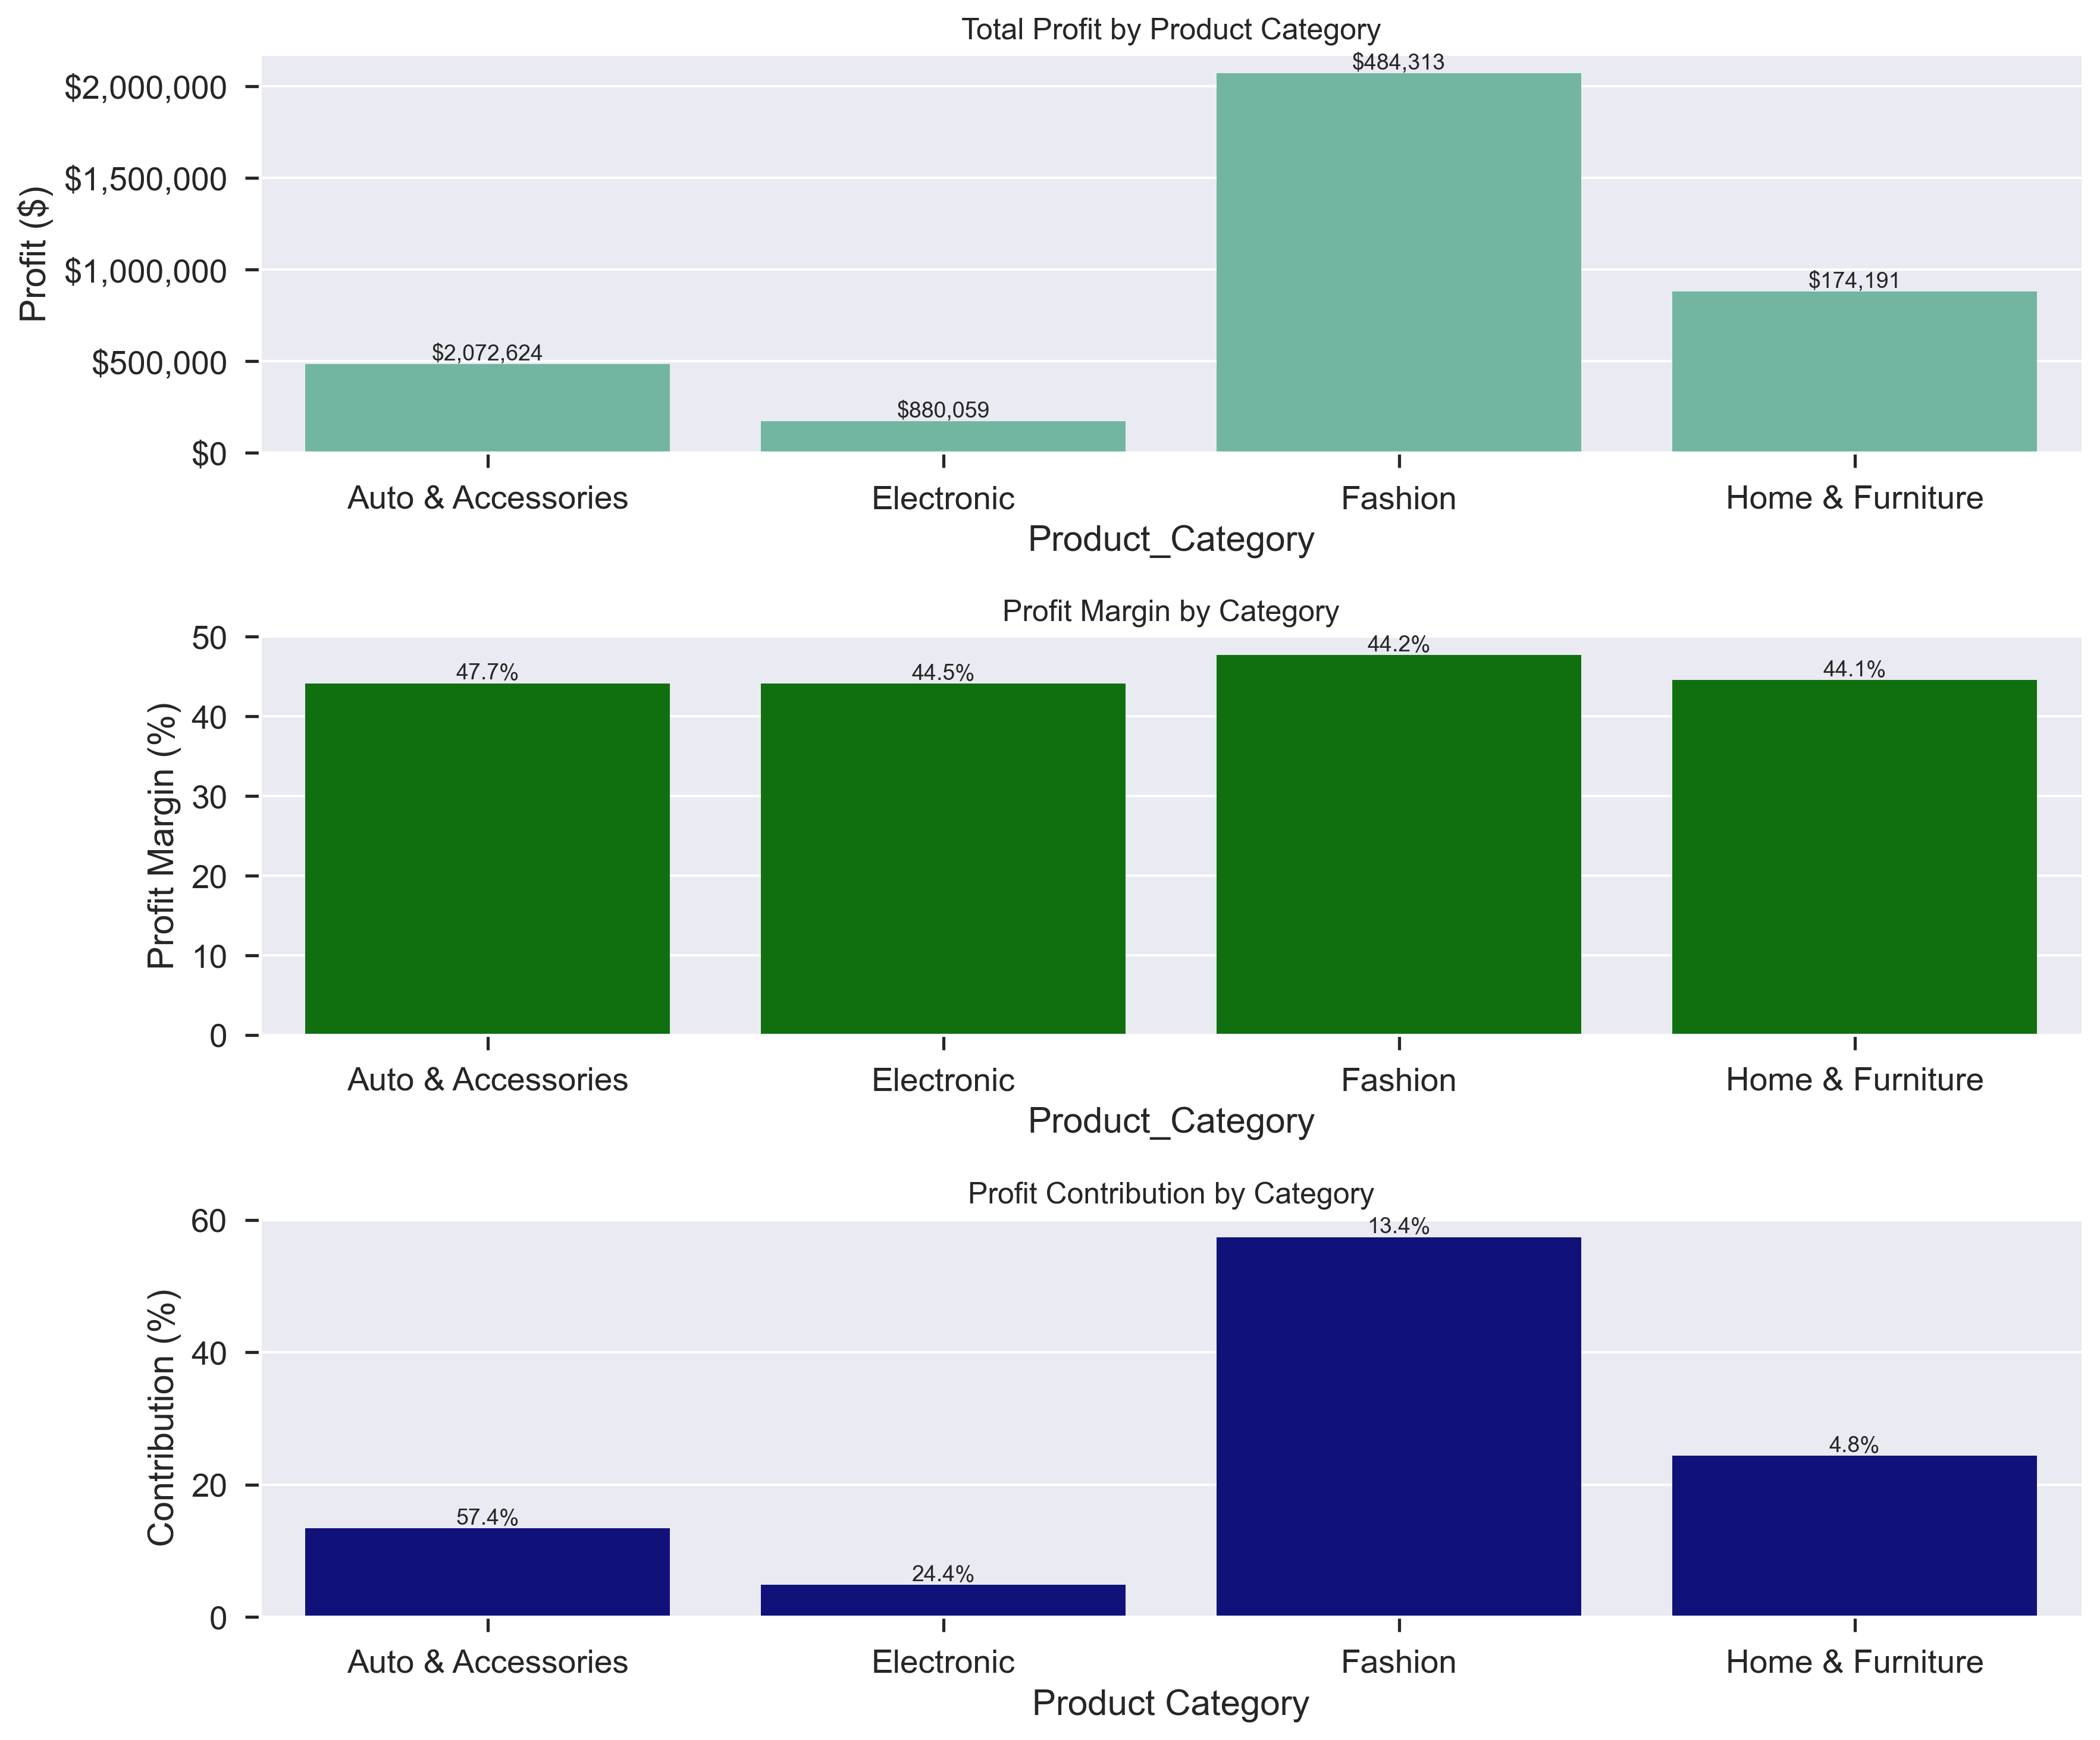 Total Profit by Product Category
Profit ($)
$2,000,000
$1,500,000
$1,000,000
$500,000
$0
$2,072,624
$880,059
$484,313
$174,191
Auto & Accessories
Electronic
Fashion
Home & Furniture
Product_Category
Profit Margin by Category
Profit Margin (%)
50
40
30
20
10
0
47.7%
44.5%
44.2%
44.1%
Auto & Accessories
Electronic
Fashion
Home & Furniture
Product_Category
Profit Contribution by Category
Contribution (%)
60
40
20
0
57.4%
24.4%
13.4%
4.8%
Auto & Accessories
Electronic
Fashion
Home & Furniture
Product Category